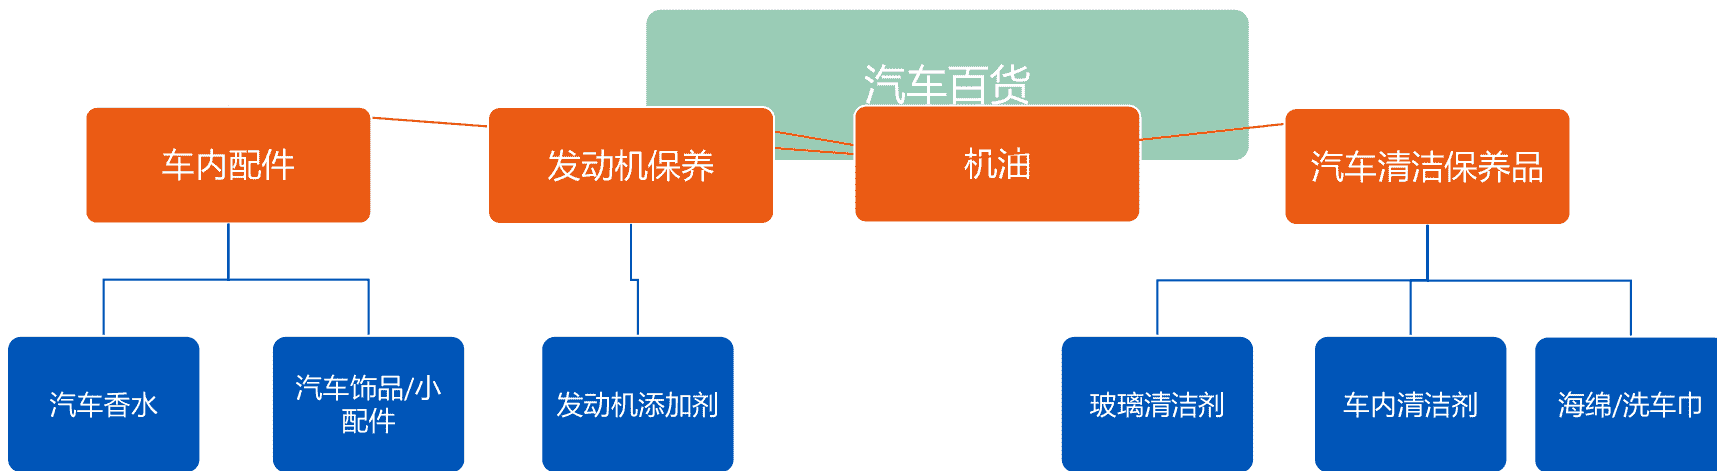 汽车百货
车内配件
发动机保养
机油
汽车清洁保养品
汽车香水
汽车饰品/小
配件
发动机添加剂
玻璃清洁剂
车内清洁剂
海绵/洗车巾